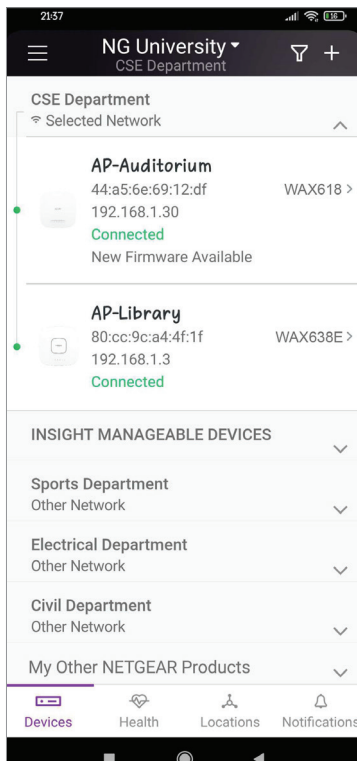 21:37
16
NG University
CSE Department
CSE Department
Selected Network
AP-Auditorium
44:a5:6e:69:12:df WAX618 >
192.168.1.30
Connected
New Firmware Available
AP-Library
80:cc:9c:a4:4f:1f WAX638E >
192.168.1.3
Connected
INSIGHT MANAGEABLE DEVICES
Sports Department
Other Network
Electrical Department
Other Network
Civil Department
Other Network
My Other NETGEAR Products
Devices Health Locations Notifications